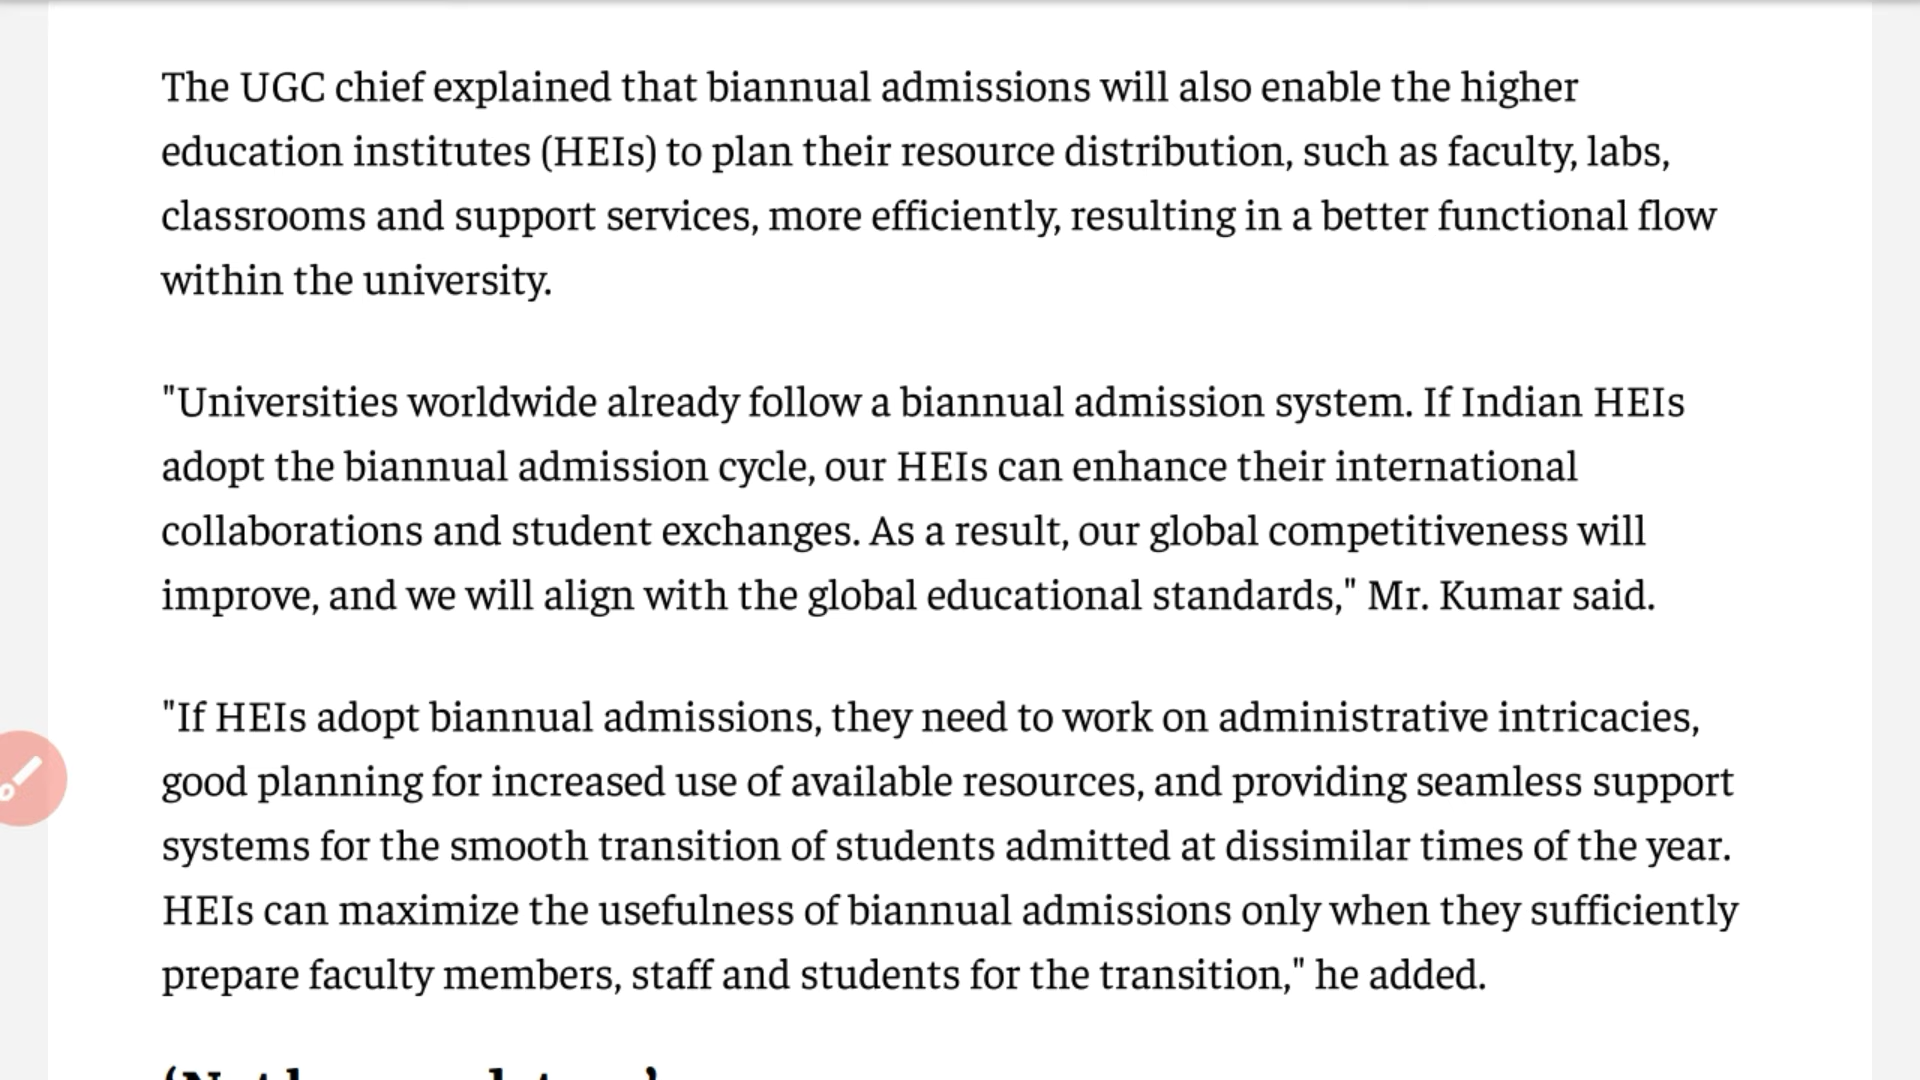 The UGC chief explained that biannual admissions will also enable the higher
education institutes (HEIs) to plan their resource distribution, such as faculty, labs,
classrooms and support services, more efficiently, resulting in a better functional flow
within the university.
"Universities worldwide already follow a biannual admission system. If Indian HEIs
adopt the biannual admission cycle, our HEIs can enhance their international
collaborations and student exchanges. As a result, our global competitiveness will
improve, and we will align with the global educational standards," Mr. Kumar said.
"If HEIs adopt biannual admissions, they need to work on administrative intricacies,
good planning for increased use of available resources, and providing seamless support
systems for the smooth transition of students admitted at dissimilar times of the year.
HEIs can maximize the usefulness of biannual admissions only when they sufficiently
prepare faculty members, staff and students for the transition," he added.